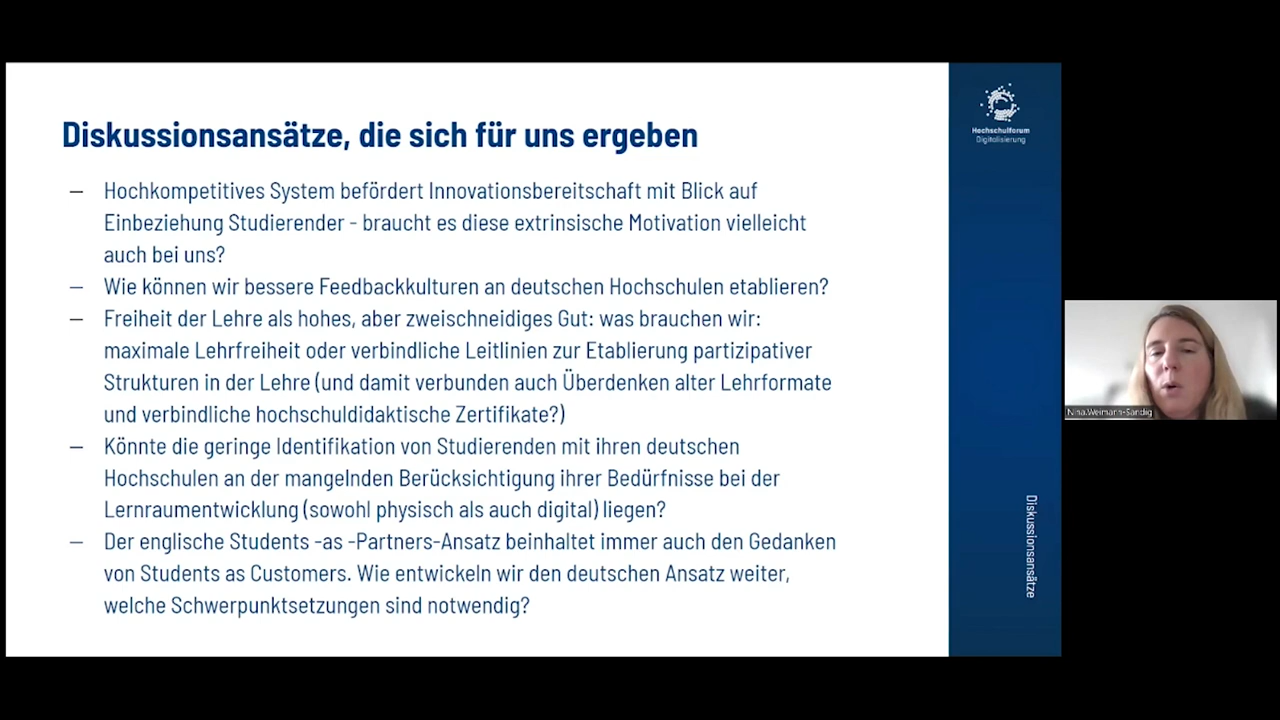 Diskussionsansätze, die sich für uns ergeben
– Hochkompetitives System befördert Innovationsbereitschaft mit Blick auf
Einbeziehung Studierender - braucht es diese extrinsische Motivation vielleicht
auch bei uns?
– Wie können wir bessere Feedbackkulturen an deutschen Hochschulen etablieren?
– Freiheit der Lehre als hohes, aber zweischneidiges Gut: was brauchen wir:
maximale Lehrfreiheit oder verbindliche Leitlinien zur Etablierung partizipativer
Strukturen in der Lehre (und damit verbunden auch Überdenken alter Lehrformate
und verbindliche hochschuldidaktische Zertifikate?)
– Könnte die geringe Identifikation von Studierenden mit ihren deutschen
Hochschulen an der mangelnden Berücksichtigung ihrer Bedürfnisse bei der
Lernraumentwicklung (sowohl physisch als auch digital) liegen?
– Der englische Students -as -Partners-Ansatz beinhaltet immer auch den Gedanken
von Students as Customers. Wie entwickeln wir den deutschen Ansatz weiter,
welche Schwerpunktsetzungen sind notwendig?
Hochschulforum
Digitalisierung
Diskussionsansätze
Nina.Weimann-Sandig